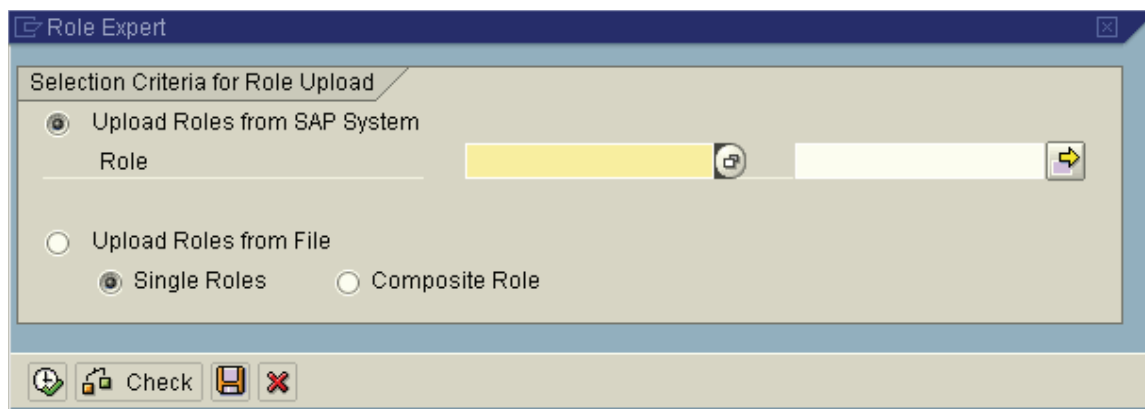 Role Expert
Selection Criteria for Role Upload
Upload Roles from SAP System
Role
Upload Roles from File
Single Roles Composite Role
Check